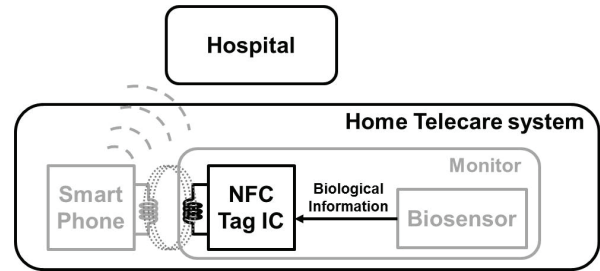 Hospital
Home Telecare system
Monitor
Smart
Phone
NFC
Tag IC
Biological
Information
Biosensor